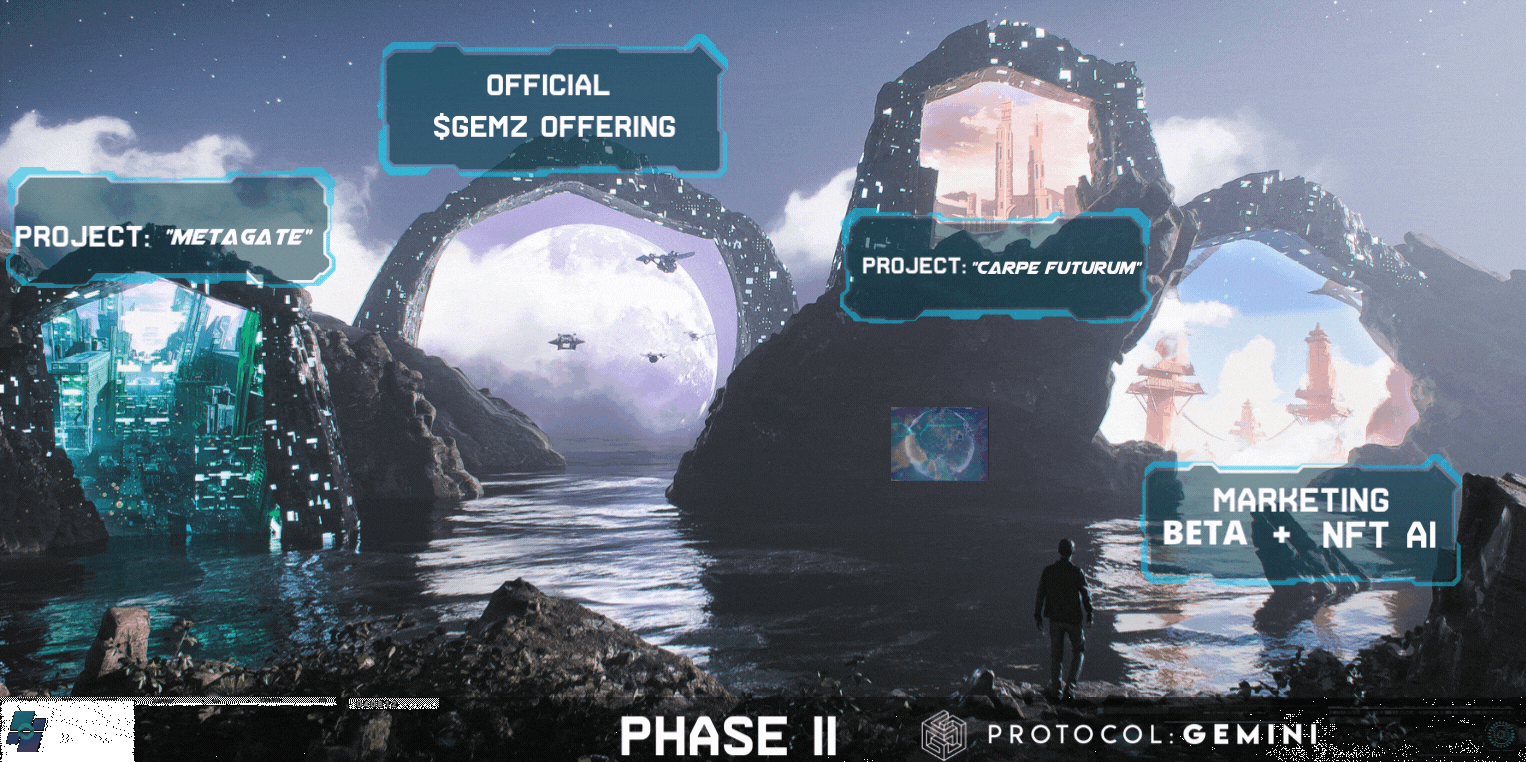 OFFICIAL
$GEMZ OFFERING
PROJECT: "METAGATE"
PROJECT: "CARPE FUTURUM"
MARKETING
BETA + NFT AI
PHASE II
PROTOCOL:GEMINI